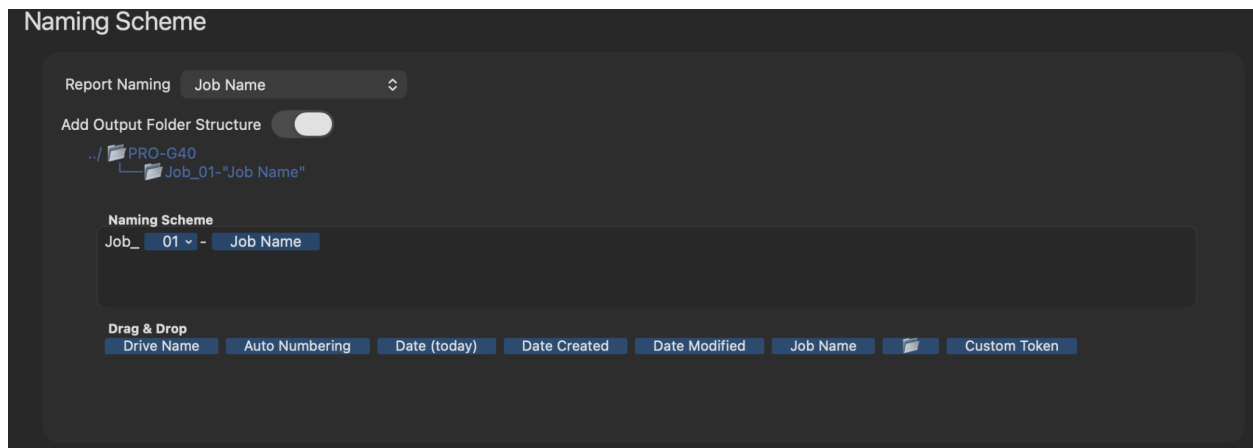 Naming Scheme
Report Naming Job Name
Add Output Folder Structure
../ PRO-G40
Job_01-"Job Name"
Naming Scheme
Job_ 01 - Job Name
Drag & Drop
Drive Name Auto Numbering Date (today) Date Created Date Modified Job Name Custom Token